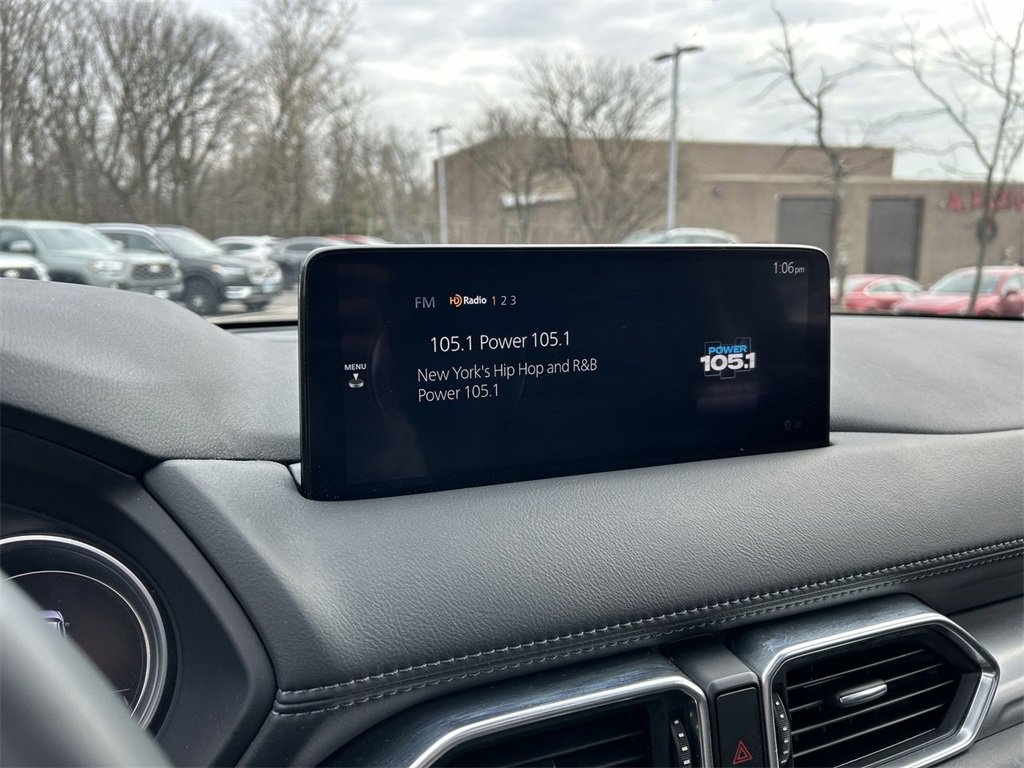 1:06pm
FM HD Radio 1 2 3
105.1 Power 105.1
New York's Hip Hop and R&B
Power 105.1
MENU
POWER
105.1